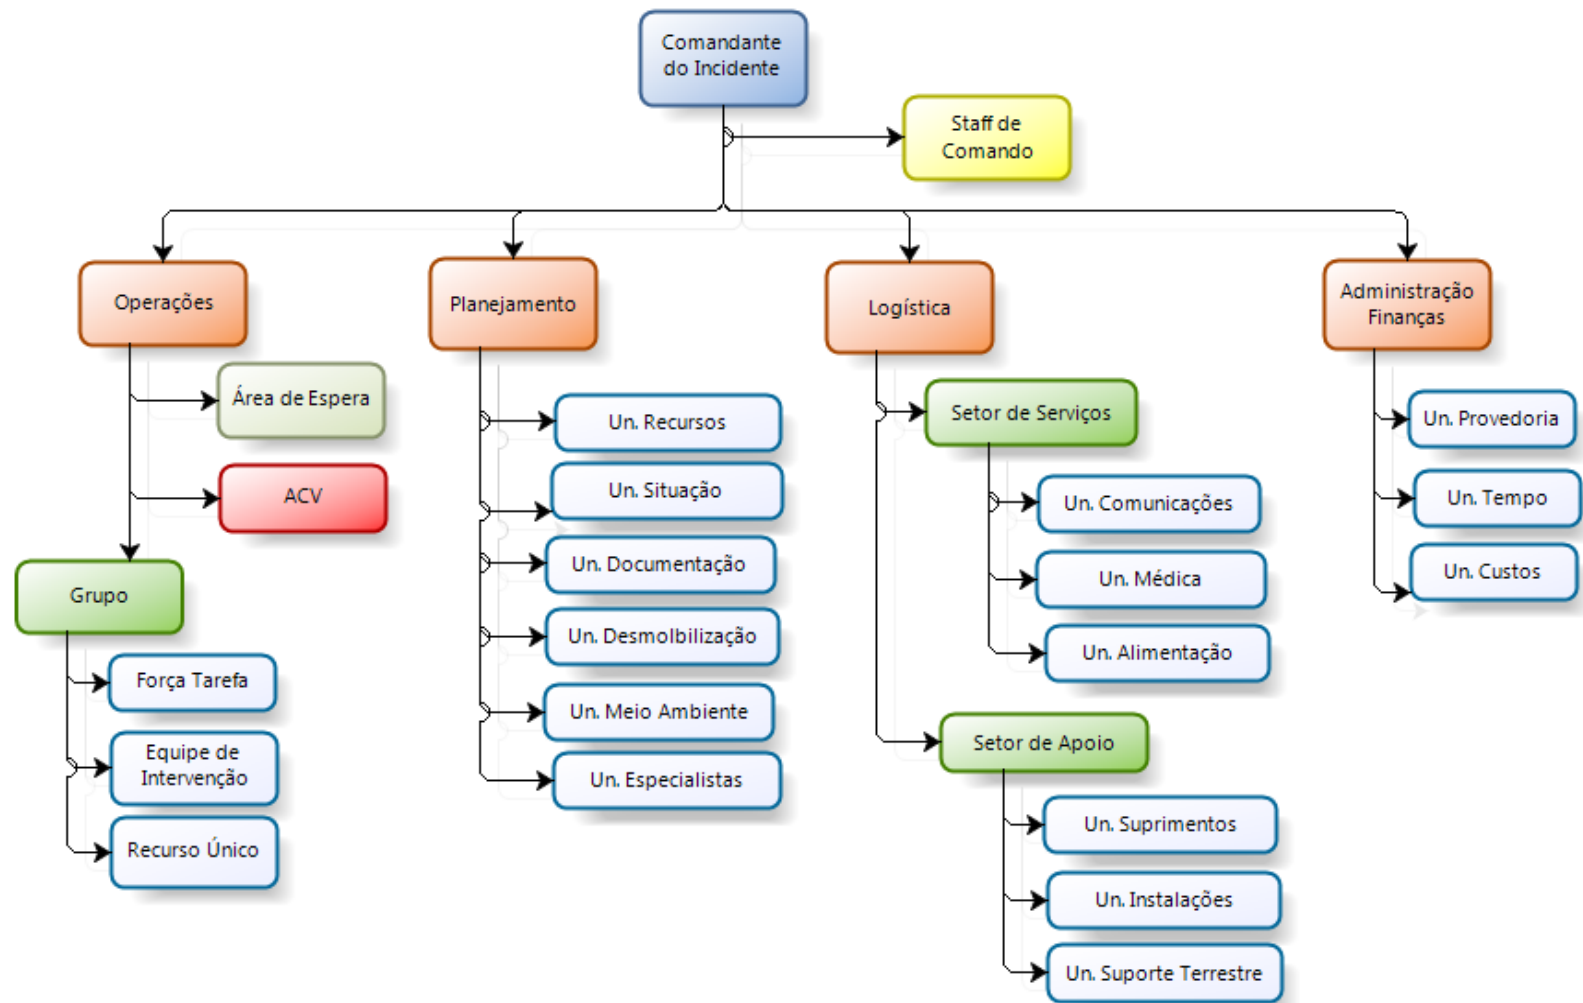 Comandante
do Incidente
Staff de
Comando
Operações
Planejamento
Logística
Administração
Finanças
Área de Espera
ACV
Grupo
Força Tarefa
Equipe de
Intervenção
Recurso Único
Un. Recursos
Un. Situação
Un. Documentação
Un. Desmolbilização
Un. Meio Ambiente
Un. Especialistas
Setor de Serviços
Un. Comunicações
Un. Médica
Un. Alimentação
Setor de Apoio
Un. Suprimentos
Un. Instalações
Un. Suporte Terrestre
Un. Provedoria
Un. Tempo
Un. Custos